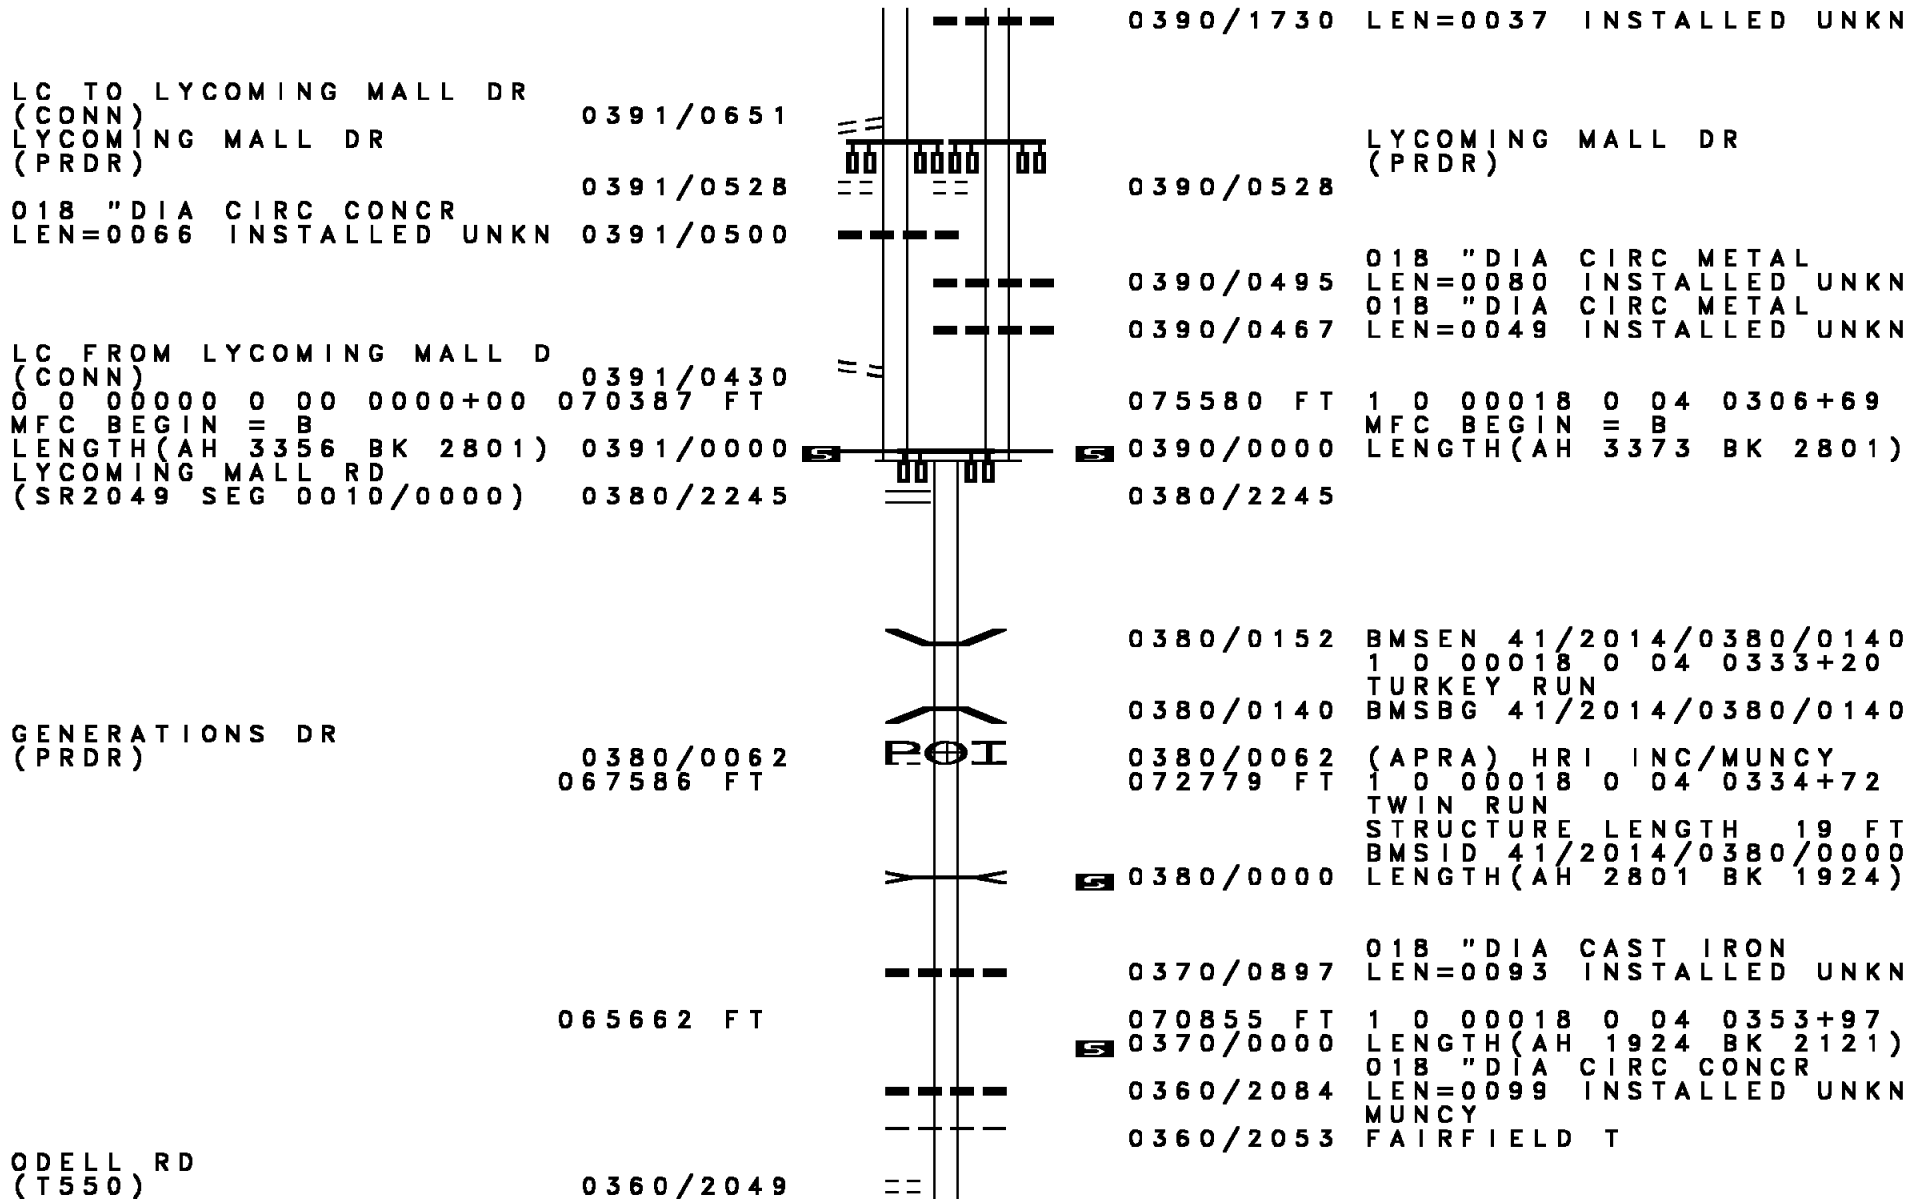 0390/1730 LEN=0037 INSTALLED UNKN
LC TO LYCOMING MALL DR
(CONN) 0391/0651
LYCOMING MALL DR LYCOMING MALL DR
(PRDR) (PRDR)
0391/0528 0390/0528
018 "DIA CIRC CONCR
LEN=0066 INSTALLED UNKN 0391/0500
018 "DIA CIRC METAL
0390/0495 LEN=0080 INSTALLED UNKN
018 "DIA CIRC METAL
0390/0467 LEN=0049 INSTALLED UNKN
LC FROM LYCOMING MALL D
(CONN) 0391/0430
0 0 00000 0 00 0000+00 070387 FT 075580 FT 1 0 00018 0 04 0306+69
MFC BEGIN = B MFC BEGIN = B
LENGTH(AH 3356 BK 2801) 0391/0000 S S 0390/0000 LENGTH(AH 3373 BK 2801)
LYCOMING MALL RD
(SR2049 SEG 0010/0000) 0380/2245 0380/2245
0380/0152 BMSEN 41/2014/0380/0140
1 0 00018 0 04 0333+20
TURKEY RUN
0380/0140 BMSBG 41/2014/0380/0140
GENERATIONS DR
(PRDR) 0380/0062 POI 0380/0062 (APRA) HRI INC/MUNCY
067586 FT 072779 FT 1 0 00018 0 04 0334+72
TWIN RUN
STRUCTURE LENGTH 19 FT
BMSID 41/2014/0380/0000
S 0380/0000 LENGTH(AH 2801 BK 1924)
018 "DIA CAST IRON
0370/0897 LEN=0093 INSTALLED UNKN
065662 FT 070855 FT 1 0 00018 0 04 0353+97
S 0370/0000 LENGTH(AH 1924 BK 2121)
018 "DIA CIRC CONCR
0360/2084 LEN=0099 INSTALLED UNKN
MUNCY
0360/2053 FAIRFIELD T
ODELL RD
(T550) 0360/2049